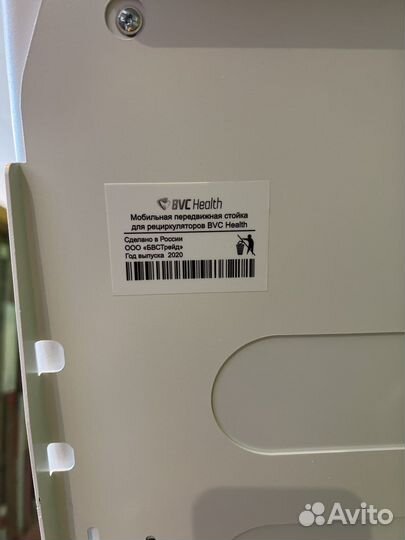 BVC Health
Мобильная передвижная стойка
для рециркуляторов BVC Health
Сделано в России
ООО «БВСТрейд»
Год выпуска 2020
Avito